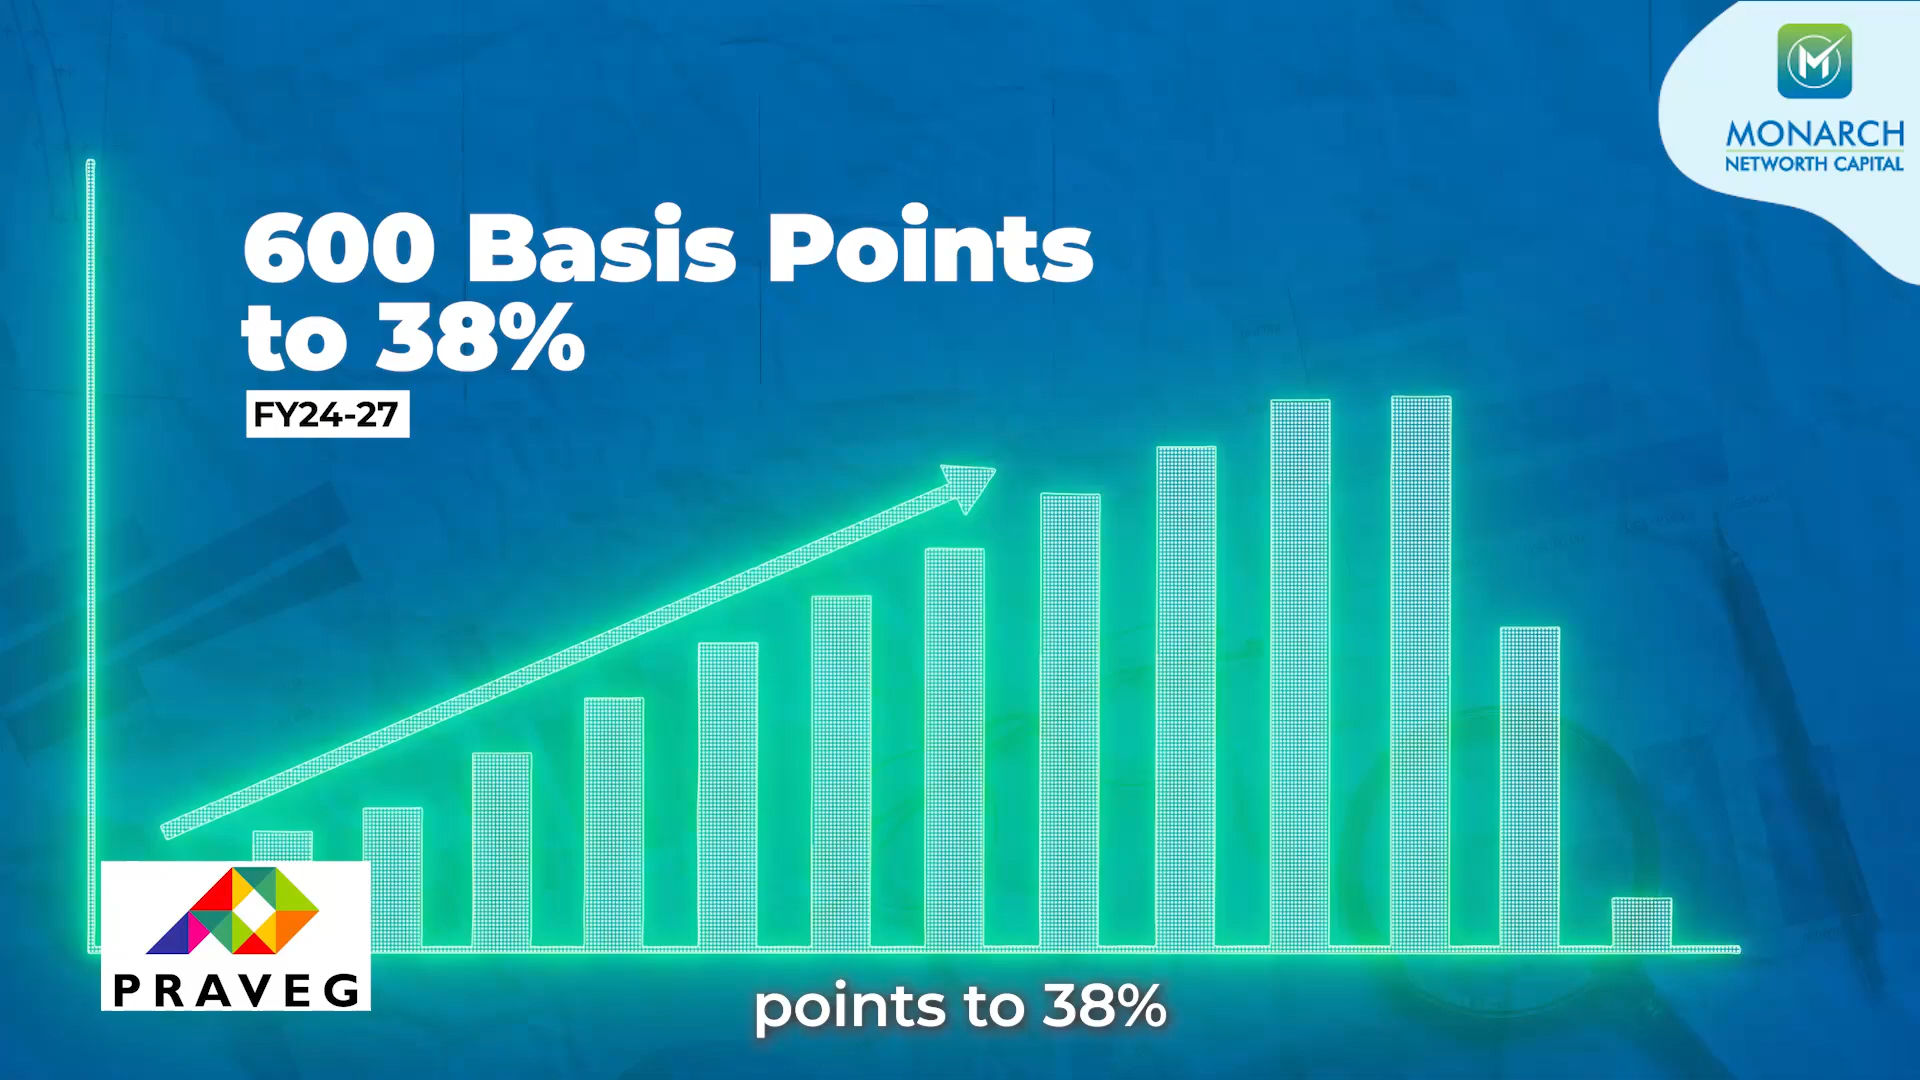 MONARCH
NETWORTH CAPITAL
600 Basis Points
to 38%
FY24-27
PRAVEG
points to 38%